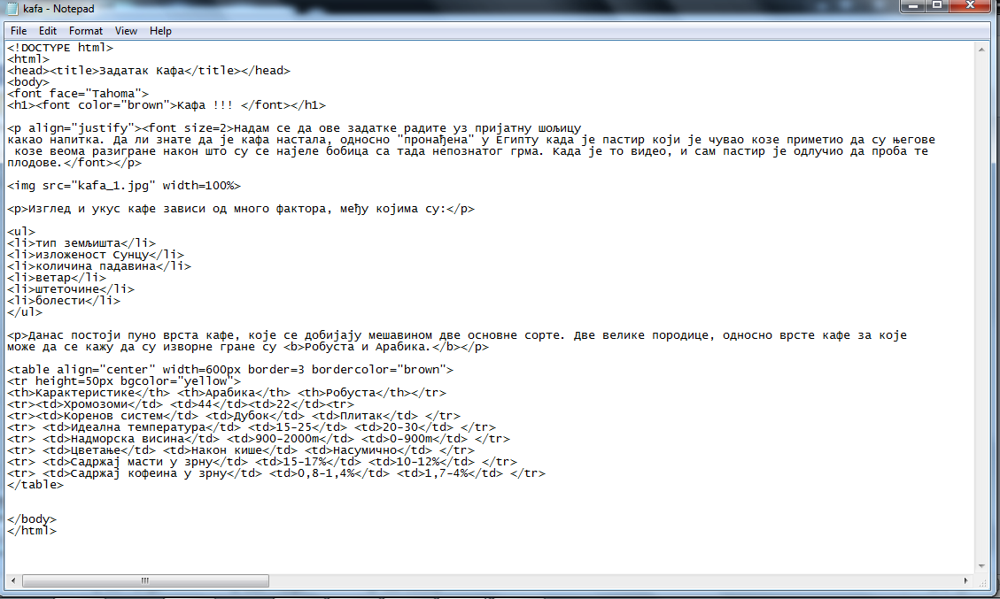 kafa - Notepad
File Edit Format View Help
<!DOCTYPE html>
<html>
<head><title>Задатак Кафа</title></head>
<body>
<font face="Tahoma">
<h1><font color="brown">Кафа !!! </font></h1>
<p align="justify"><font size=2>Надам се да ове задатке радите уз пријатну шољицу
какао напитка. Да ли знате да је кафа настала, односно "пронађена" у Египту када је пастир који је чувао козе приметио да су његове
козе веома разигране након што су се најеле бобица са тада непознатог грма. Када је то видео, и сам пастир је одлучио да проба те
плодове.</font></p>
<img src="kafa_1.jpg" width=100%>
<p>Изглед и укус кафе зависи од много фактора, међу којима су:</p>
<ul>
<li>тип земљишта</li>
<li>изложеност Сунцу</li>
<li>количина падавина</li>
<li>ветар</li>
<li>штеточине</li>
<li>болести</li>
</ul>
<p>Данас постоји пуно врста кафе, које се добијају мешавином две основне сорте. Две велике породице, односно врсте кафе за које
може да се кажу да су изворне гране су <b>Робуста и Арабика.</b></p>
<table align="center" width=600px border=3 bordercolor="brown">
<tr height=50px bgcolor="yellow">
<th>Карактеристике</th> <th>Арабика</th> <th>Робуста</th></tr>
<tr><td>Хромозоми</td> <td>44</td><td>22</td><tr>
<tr><td>Коренов систем</td> <td>Дубок</td> <td>Плитак</td> </tr>
<tr> <td>Идеална температура</td> <td>15-25</td> <td>20-30</td> </tr>
<tr> <td>Надморска висина</td> <td>900-2000m</td> <td>0-900m</td> </tr>
<tr> <td>Цветање</td> <td>Након кише</td> <td>Насумично</td> </tr>
<tr> <td>Садржај масти у зрну</td> <td>15-17%</td> <td>10-12%</td> </tr>
<tr> <td>Садржај кофеина у зрну</td> <td>0,8-1,4%</td> <td>1,7-4%</td> </tr>
</table>
</body>
</html>